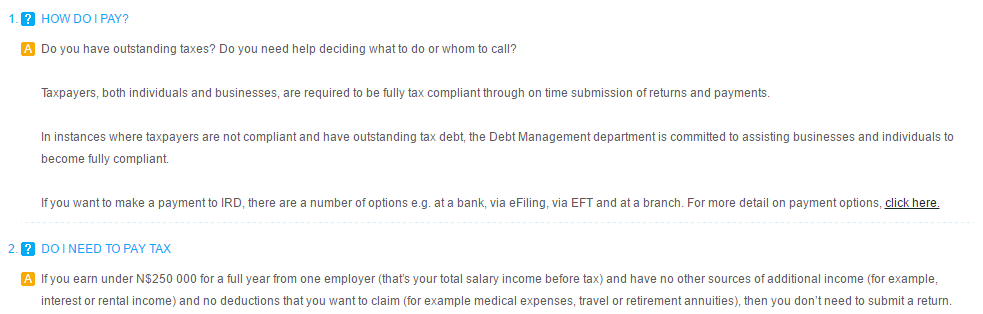 1. ? HOW DO I PAY?
A Do you have outstanding taxes? Do you need help deciding what to do or whom to call?
Taxpayers, both individuals and businesses, are required to be fully tax compliant through on time submission of returns and payments.
In instances where taxpayers are not compliant and have outstanding tax debt, the Debt Management department is committed to assisting businesses and individuals to
become fully compliant.
If you want to make a payment to IRD, there are a number of options e.g. at a bank, via eFiling, via EFT and at a branch. For more detail on payment options, click here.
2. ? DO I NEED TO PAY TAX
A If you earn under N$250 000 for a full year from one employer (that's your total salary income before tax) and have no other sources of additional income (for example,
interest or rental income) and no deductions that you want to claim (for example medical expenses, travel or retirement annuities), then you don't need to submit a return.